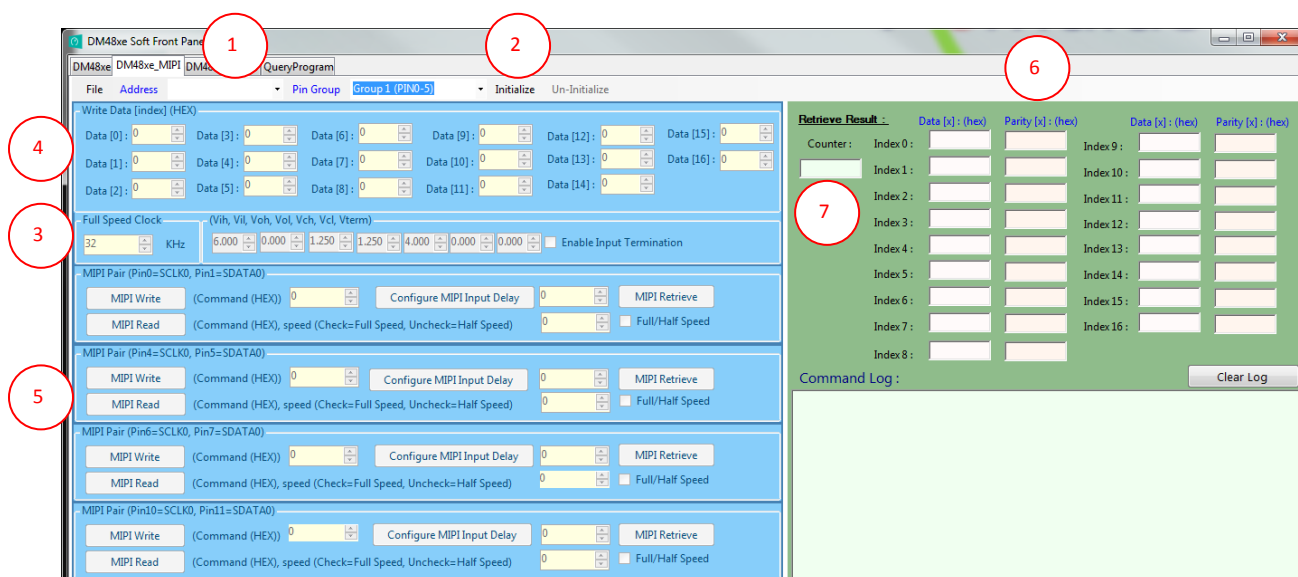 DM48xe Soft Front Pane
1
2
DM48xe DM48xe_MIPI DM4 QueryProgram
6
File Address Pin Group Group 1 (PIN0-5) Initialize Un-Initialize
Write Data [index] (HEX)
4
Data [0] : 0 Data [3] : 0 Data [6] : 0 Data [9] : 0 Data [12] : 0 Data [15] : 0
Data [1] : 0 Data [4] : 0 Data [7] : 0 Data [10] : 0 Data [13] : 0 Data [16] : 0
Data [2] : 0 Data [5] : 0 Data [8] : 0 Data [11] : 0 Data [14] : 0
3
Full Speed Clock (Vih, Vil, Voh, Vol, Vch, Vcl, Vterm)
32 KHz 6.000 0.000 1.250 1.250 4.000 0.000 0.000 Enable Input Termination
MIPI Pair (Pin0=SCLK0, Pin1=SDATA0)
MIPI Write (Command (HEX)) 0 Configure MIPI Input Delay 0 MIPI Retrieve
MIPI Read (Command (HEX), speed (Check=Full Speed, Uncheck=Half Speed) 0 Full/Half Speed
5
MIPI Pair (Pin4=SCLK0, Pin5=SDATA0)
MIPI Write (Command (HEX)) 0 Configure MIPI Input Delay 0 MIPI Retrieve
MIPI Read (Command (HEX), speed (Check=Full Speed, Uncheck=Half Speed) 0 Full/Half Speed
MIPI Pair (Pin6=SCLK0, Pin7=SDATA0)
MIPI Write (Command (HEX)) 0 Configure MIPI Input Delay 0 MIPI Retrieve
MIPI Read (Command (HEX), speed (Check=Full Speed, Uncheck=Half Speed) 0 Full/Half Speed
MIPI Pair (Pin10=SCLK0, Pin11=SDATA0)
MIPI Write (Command (HEX)) 0 Configure MIPI Input Delay 0 MIPI Retrieve
MIPI Read (Command (HEX), speed (Check=Full Speed, Uncheck=Half Speed) 0 Full/Half Speed
Retrieve Result : Data [x] : (hex) Parity [x] : (hex) Data [x] : (hex) Parity [x] : (hex)
Counter : Index 0 : Index 9 :
Index 1 : Index 10 :
7
Index 2 : Index 11 :
Index 3 : Index 12 :
Index 4 : Index 13 :
Index 5 : Index 14 :
Index 6 : Index 15 :
Index 7 : Index 16 :
Index 8 :
Command Log : Clear Log